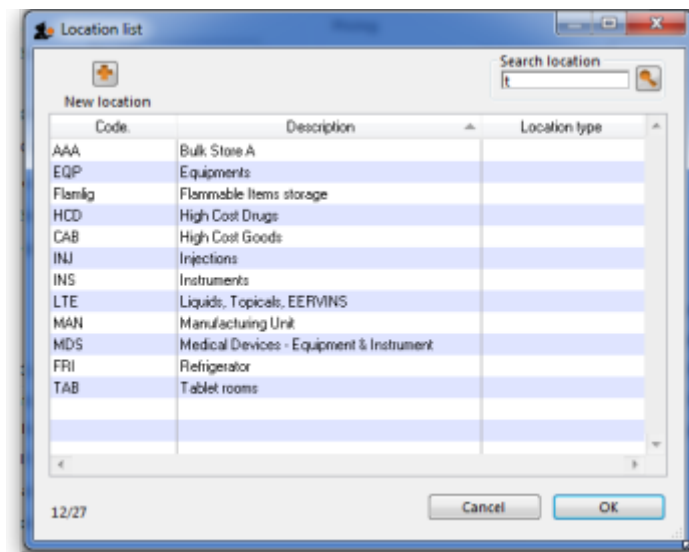 Location list
Search location
t
New location
Code. Description Location type
AAA Bulk Store A
EQP Equipments
Flamlig Flammable Items storage
HCD High Cost Drugs
CAB High Cost Goods
INJ Injections
INS Instruments
LTE Liquids, Topicals, EERVINS
MAN Manufacturing Unit
MDS Medical Devices - Equipment & Instrument
FRI Refrigerator
TAB Tablet rooms
12/27 Cancel OK